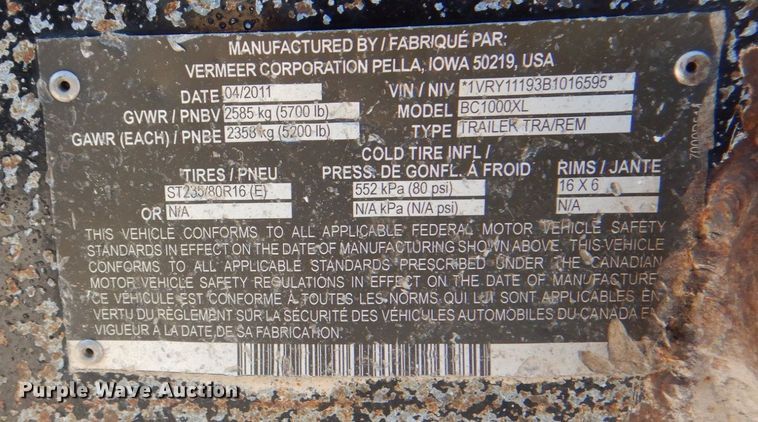 MANUFACTURED BY / FABRIQUÉ PAR:
VERMEER CORPORATION PELLA, IOWA 50219, USA
DATE 04/2011 VIN / NIV *1VRY11193B1016595*
GVWR / PNBV 2585 kg (5700 lb) MODEL BC1000XL
GAWR (EACH) / PNBE 2358 kg (5200 lb) TYPE TRAILER TRA/REM
COLD TIRE INFL /
TIRES / PNEU PRESS. DE GONFL. Á FROID RIMS / JANTE
ST235/80R16 (E) 552 kPa (80 psi) 16 X 6
OR N/A N/A kPa (N/A psi) N/A
THIS VEHICLE CONFORMS TO ALL APPLICABLE FEDERAL MOTOR VEHICLE SAFETY
STANDARDS IN EFFECT ON THE DATE OF MANUFACTURING SHOWN ABOVE. THIS VEHICLE
CONFORMS TO ALL APPLICABLE STANDARDS PRESCRIBED UNDER THE CANADIAN
MOTOR VEHICLE SAFETY REGULATIONS IN EFFECT ON THE DATE OF MANUFACTURE.
CE VÉHICULE EST CONFORME À TOUTES LES NORMS QUI LUI SONT APPLICABLES EN
VERTU DU RÈGLEMENT SUR LA SÉCURITÉ DES VÉHICULES AUTOMOBILES DU CANADA EN
VIGUEUR A LA DATE DE SA FABRICATION.
Purple Wave Auction